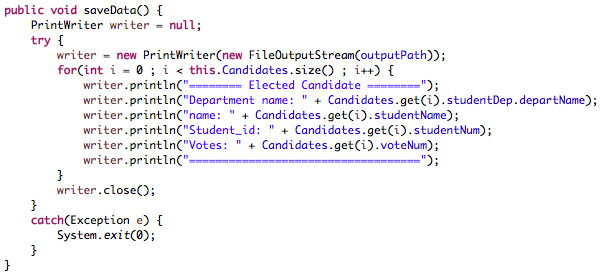 public void saveData() {
PrintWriter writer = null;
try {
writer = new PrintWriter(new FileOutputStream(outputPath));
for(int i = 0 ; i < this.Candidates.size() ; i++) {
writer.println("======== Elected Candidate ========");
writer.println("Department name: " + Candidates.get(i).studentDep.departName);
writer.println("name: " + Candidates.get(i).studentName);
writer.println("Student_id: " + Candidates.get(i).studentNum);
writer.println("Votes: " + Candidates.get(i).voteNum);
writer.println("===================================");
}
writer.close();
}
catch(Exception e) {
System.exit(0);
}
}